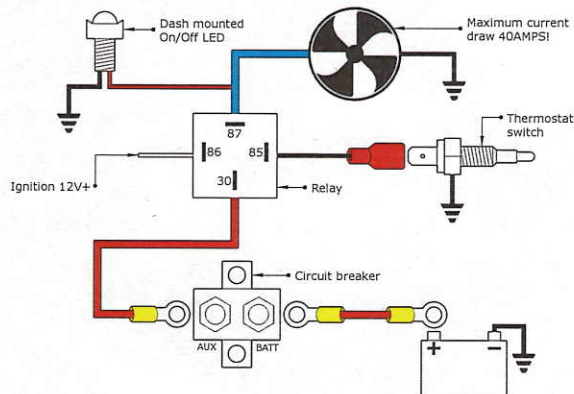 Dash mounted
On/Off LED
Maximum current
draw 40AMPS!
87
86
85
30
Thermostat
switch
Ignition 12V+
Relay
Circuit breaker
AUX
BATT
+
−